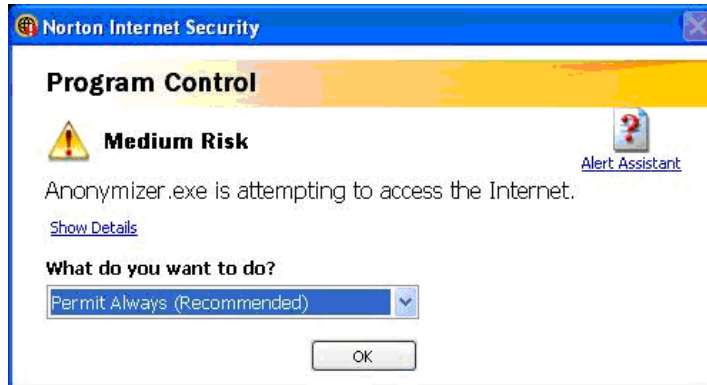 Norton Internet Security
Program Control
Medium Risk
Alert Assistant
Anonymizer.exe is attempting to access the Internet.
Show Details
What do you want to do?
Permit Always (Recommended)
OK